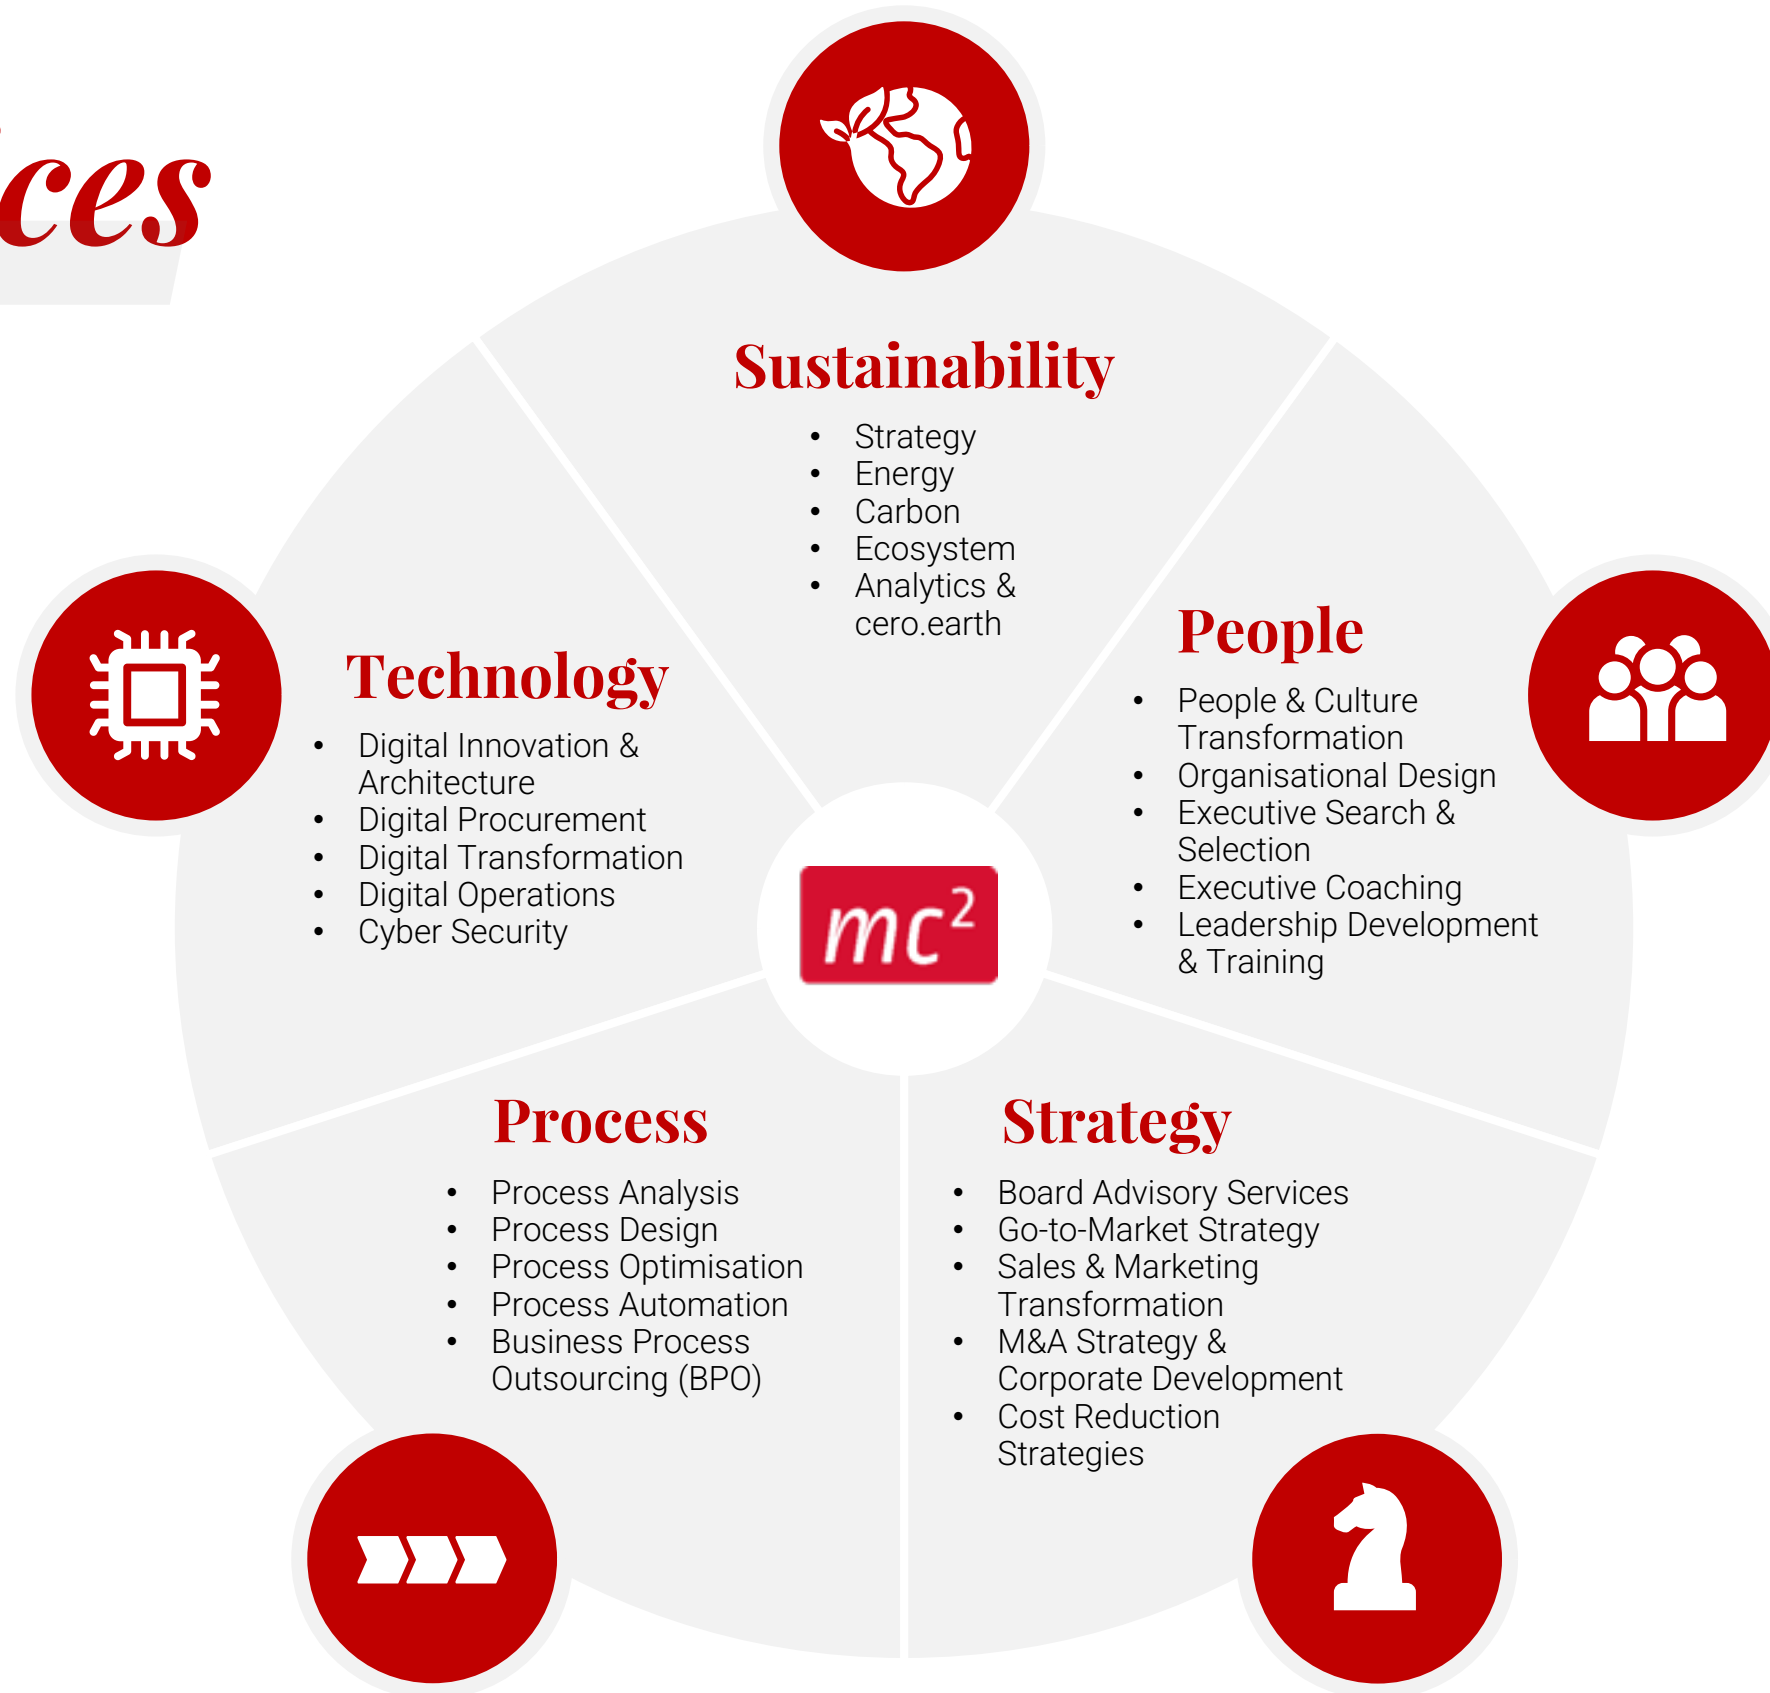 ices
Sustainability
• Strategy
• Energy
• Carbon
• Ecosystem
• Analytics &
cero.earth
People
• People & Culture
Transformation
• Organisational Design
• Executive Search &
Selection
• Executive Coaching
• Leadership Development
& Training
Technology
• Digital Innovation &
Architecture
• Digital Procurement
• Digital Transformation
• Digital Operations
• Cyber Security
mc²
Process
• Process Analysis
• Process Design
• Process Optimisation
• Process Automation
• Business Process
Outsourcing (BPO)
Strategy
• Board Advisory Services
• Go-to-Market Strategy
• Sales & Marketing
Transformation
• M&A Strategy &
Corporate Development
• Cost Reduction
Strategies